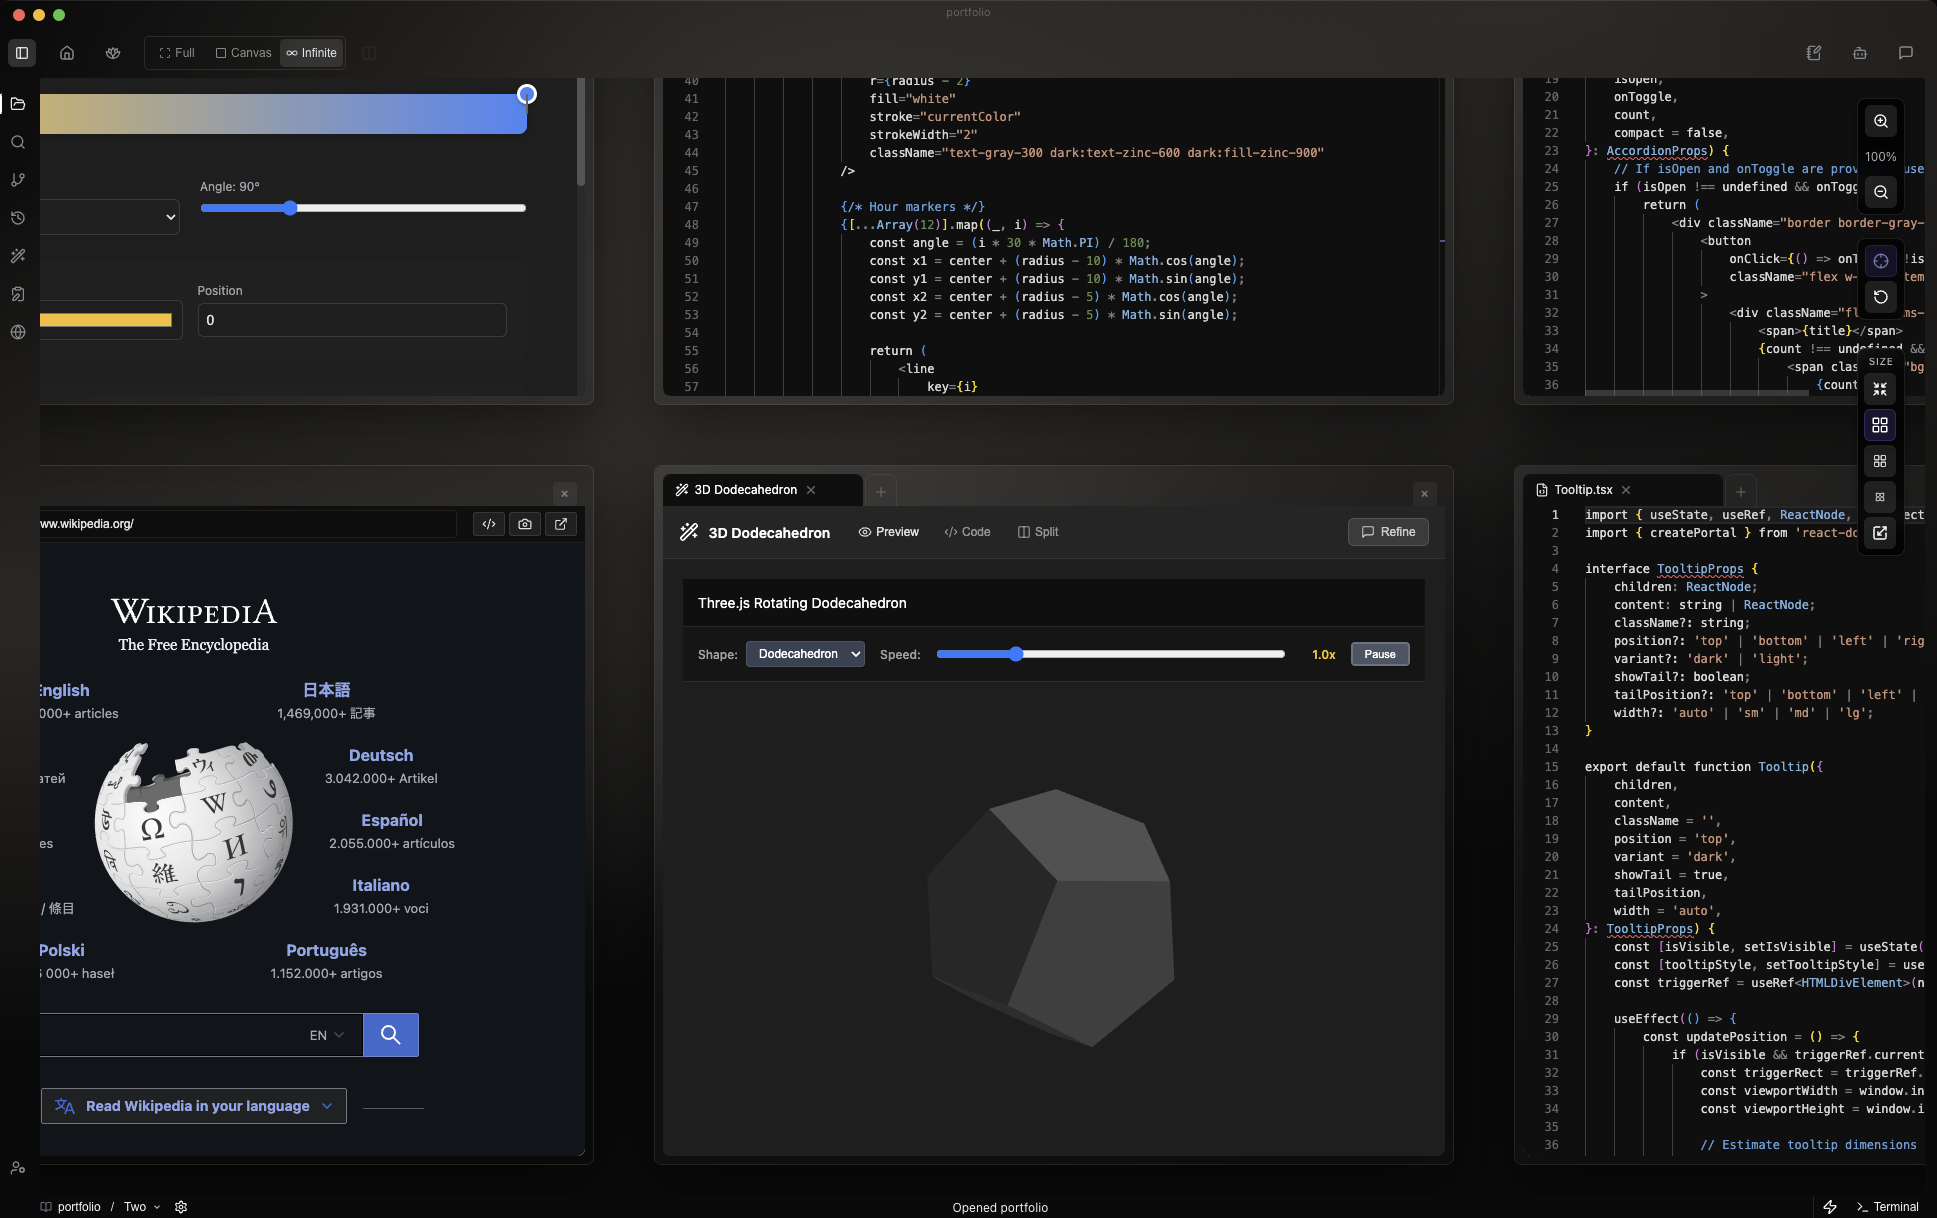 portfolio
Full
Canvas
∞ Infinite
Angle: 90°
Position
0
40 r={radius - 2}
41 fill="white"
42 stroke="currentColor"
43 strokeWidth="2"
44 className="text-gray-300 dark:text-zinc-600 dark:fill-zinc-900"
45 />
46
47 {/* Hour markers */}
48 {[...Array(12)].map((_, i) => {
49 const angle = (i * 30 * Math.PI) / 180;
50 const x1 = center + (radius - 10) * Math.cos(angle);
51 const y1 = center + (radius - 10) * Math.sin(angle);
52 const x2 = center + (radius - 5) * Math.cos(angle);
53 const y2 = center + (radius - 5) * Math.sin(angle);
54
55 return (
56 <line
57 key={i}
19 isOpen,
20 onToggle,
21 count,
22 compact = false,
23 }: AccordionProps) {
24 // If isOpen and onToggle are prov use
25 if (isOpen !== undefined && onTogg
26 return (
27 <div className="border border-gray-
28 <button
29 onClick={() => onT !is
30 className="flex w- tem
31 >
32 <div className="fl ms-
33 <span>{title}</span>
34 {count !== undefined &&
35 <span clas "bg
36 {count
100%
SIZE
ww.wikipedia.org/
WIKIPEDIA
The Free Encyclopedia
English
000+ articles
日本語
1,469,000+ 記事
Deutsch
3.042.000+ Artikel
атей
Español
2.055.000+ artículos
es
Italiano
1.931.000+ voci
/ 條目
Polski
000+ haseł
Português
1.152.000+ artigos
EN
Read Wikipedia in your language
3D Dodecahedron
3D Dodecahedron
Preview
</> Code
Split
Refine
Three.js Rotating Dodecahedron
Shape:
Dodecahedron
Speed:
1.0x
Pause
Tooltip.tsx
1 import { useState, useRef, ReactNode, ect
2 import { createPortal } from 'react-do
3
4 interface TooltipProps {
5 children: ReactNode;
6 content: string | ReactNode;
7 className?: string;
8 position?: 'top' | 'bottom' | 'left' | 'rig
9 variant?: 'dark' | 'light';
10 showTail?: boolean;
11 tailPosition?: 'top' | 'bottom' | 'left' |
12 width?: 'auto' | 'sm' | 'md' | 'lg';
13 }
14
15 export default function Tooltip({
16 children,
17 content,
18 className = '',
19 position = 'top',
20 variant = 'dark',
21 showTail = true,
22 tailPosition,
23 width = 'auto',
24 }: TooltipProps) {
25 const [isVisible, setIsVisible] = useState(
26 const [tooltipStyle, setTooltipStyle] = use
27 const triggerRef = useRef<HTMLDivElement>(n
28
29 useEffect(() => {
30 const updatePosition = () => {
31 if (isVisible && triggerRef.current
32 const triggerRect = triggerRef.
33 const viewportWidth = window.in
34 const viewportHeight = window.i
35
36 // Estimate tooltip dimensions
portfolio / Two
Opened portfolio
Terminal